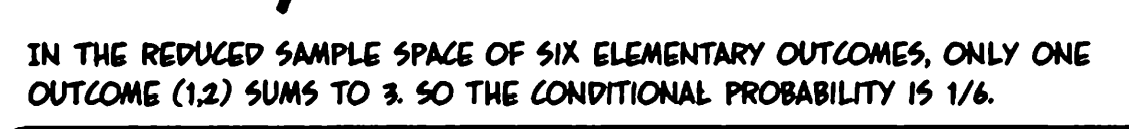 IN THE REDUCED SAMPLE SPACE OF SIX ELEMENTARY OUTCOMES, ONLY ONE
OUTCOME (1,2) SUMS TO 3. SO THE CONDITIONAL PROBABILITY IS 1/6.